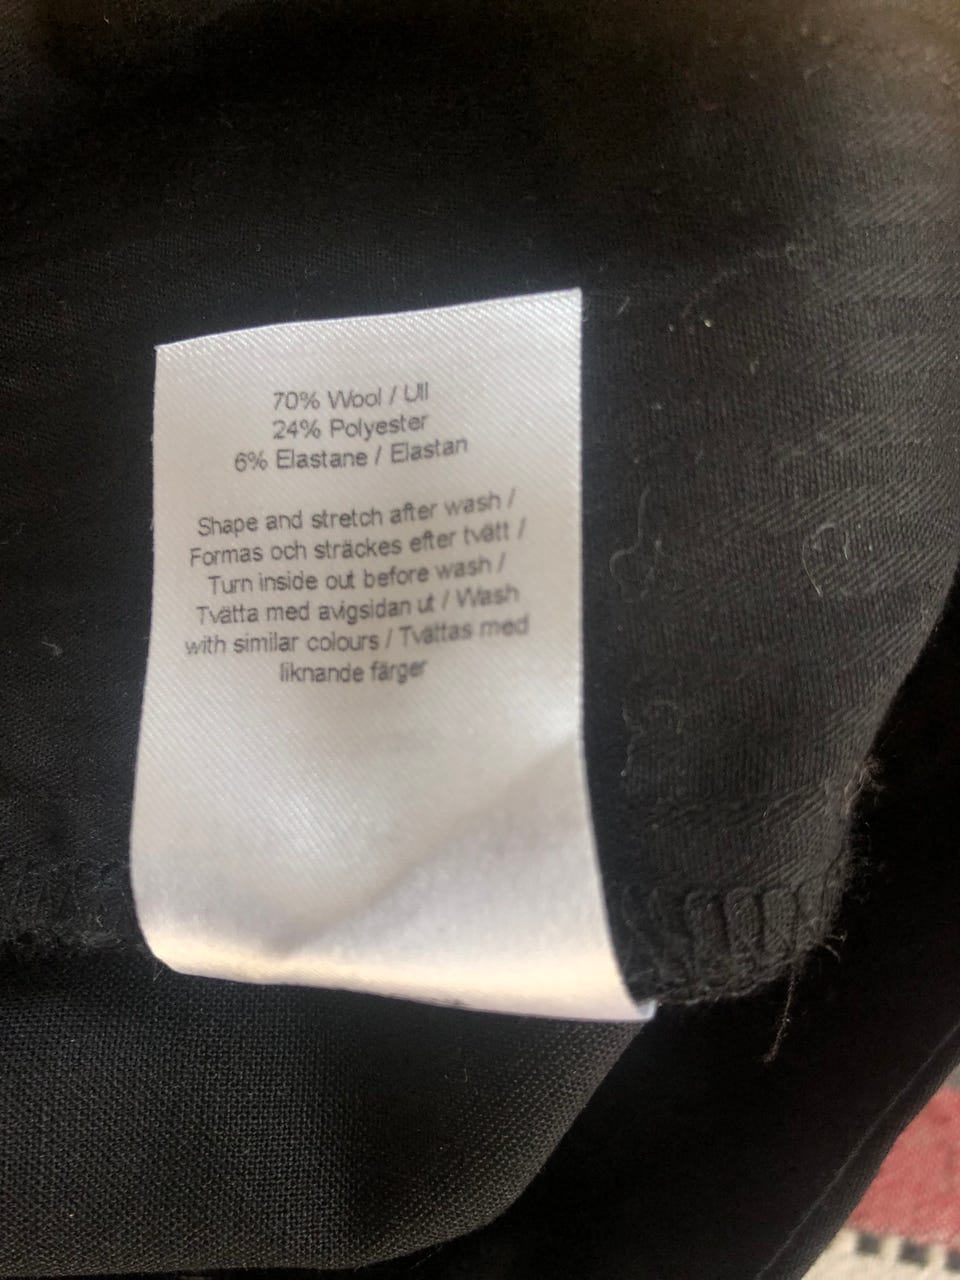 70% Wool / Ull
24% Polyester
6% Elastane / Elastan
Shape and stretch after wash /
Formas och sträckes efter tvätt /
Turn inside out before wash /
Tvätta med avigsidan ut / Wash
with similar colours / Tvättas med
liknande färger